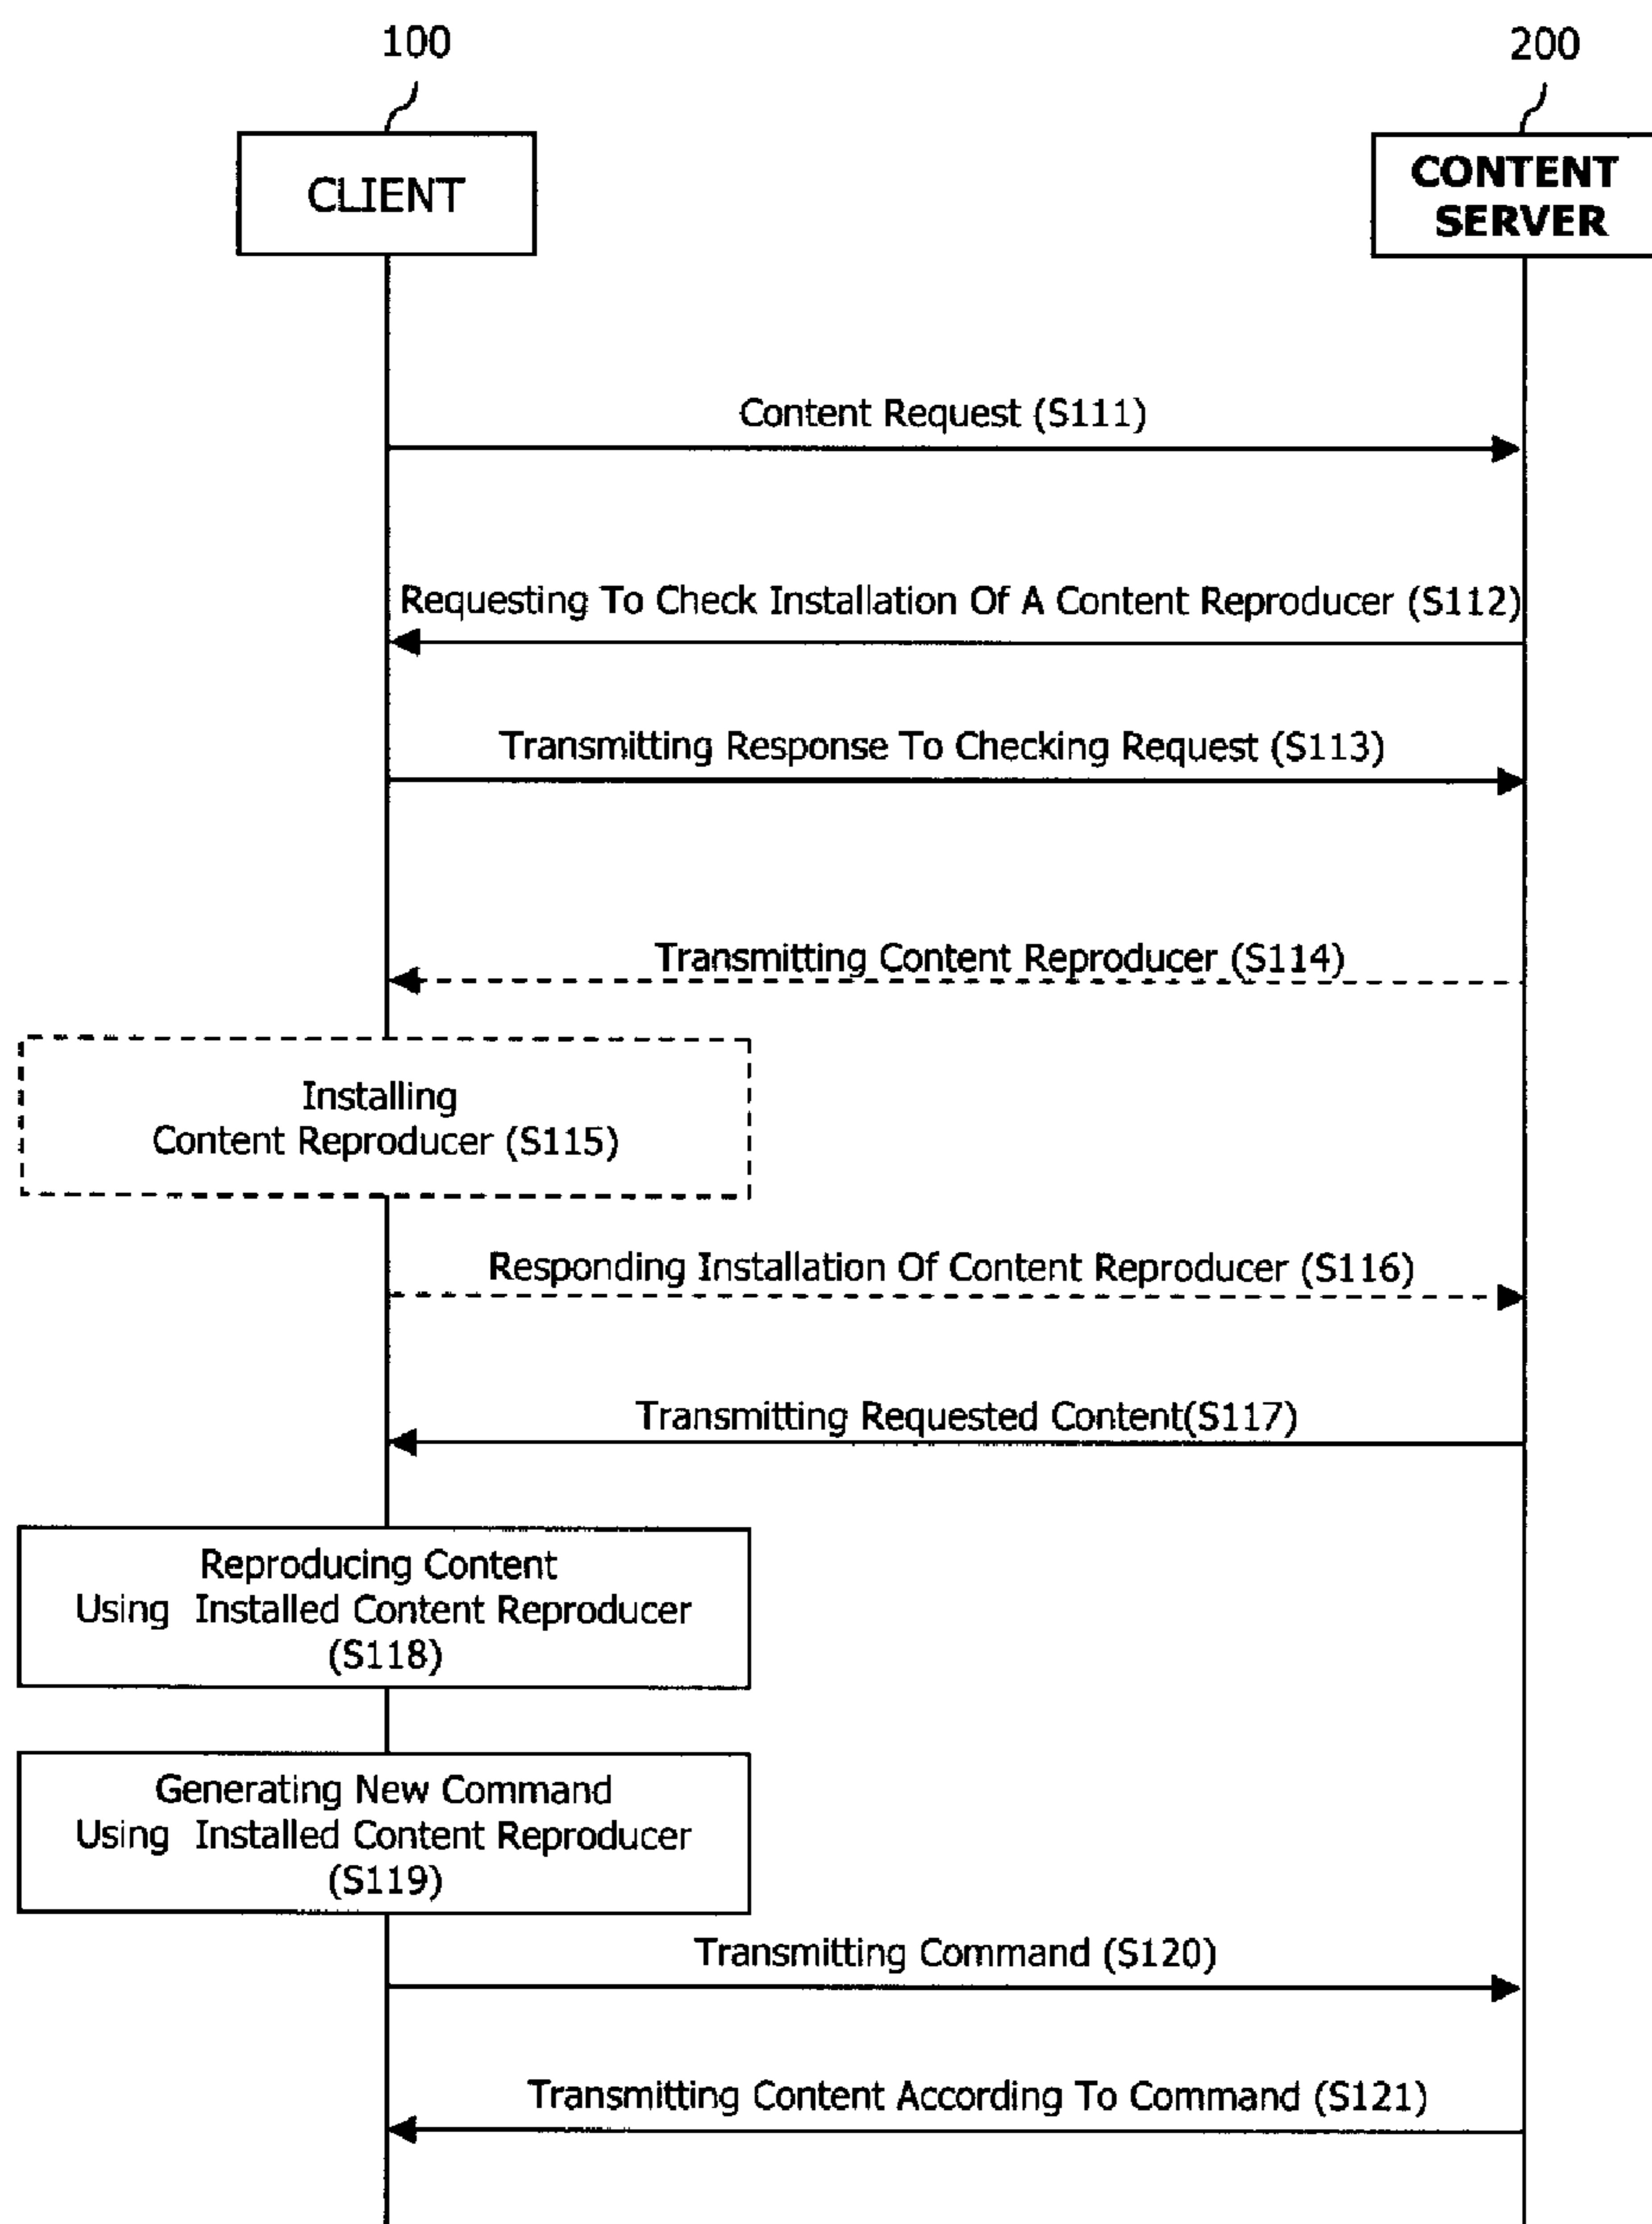 100
200
CLIENT
CONTENT
SERVER
Content Request (S111)
Requesting To Check Installation Of A Content Reproducer (S112)
Transmitting Response To Checking Request (S113)
Transmitting Content Reproducer (S114)
Installing
Content Reproducer (S115)
Responding Installation Of Content Reproducer (S116)
Transmitting Requested Content(S117)
Reproducing Content
Using Installed Content Reproducer
(S118)
Generating New Command
Using Installed Content Reproducer
(S119)
Transmitting Command (S120)
Transmitting Content According To Command (S121)